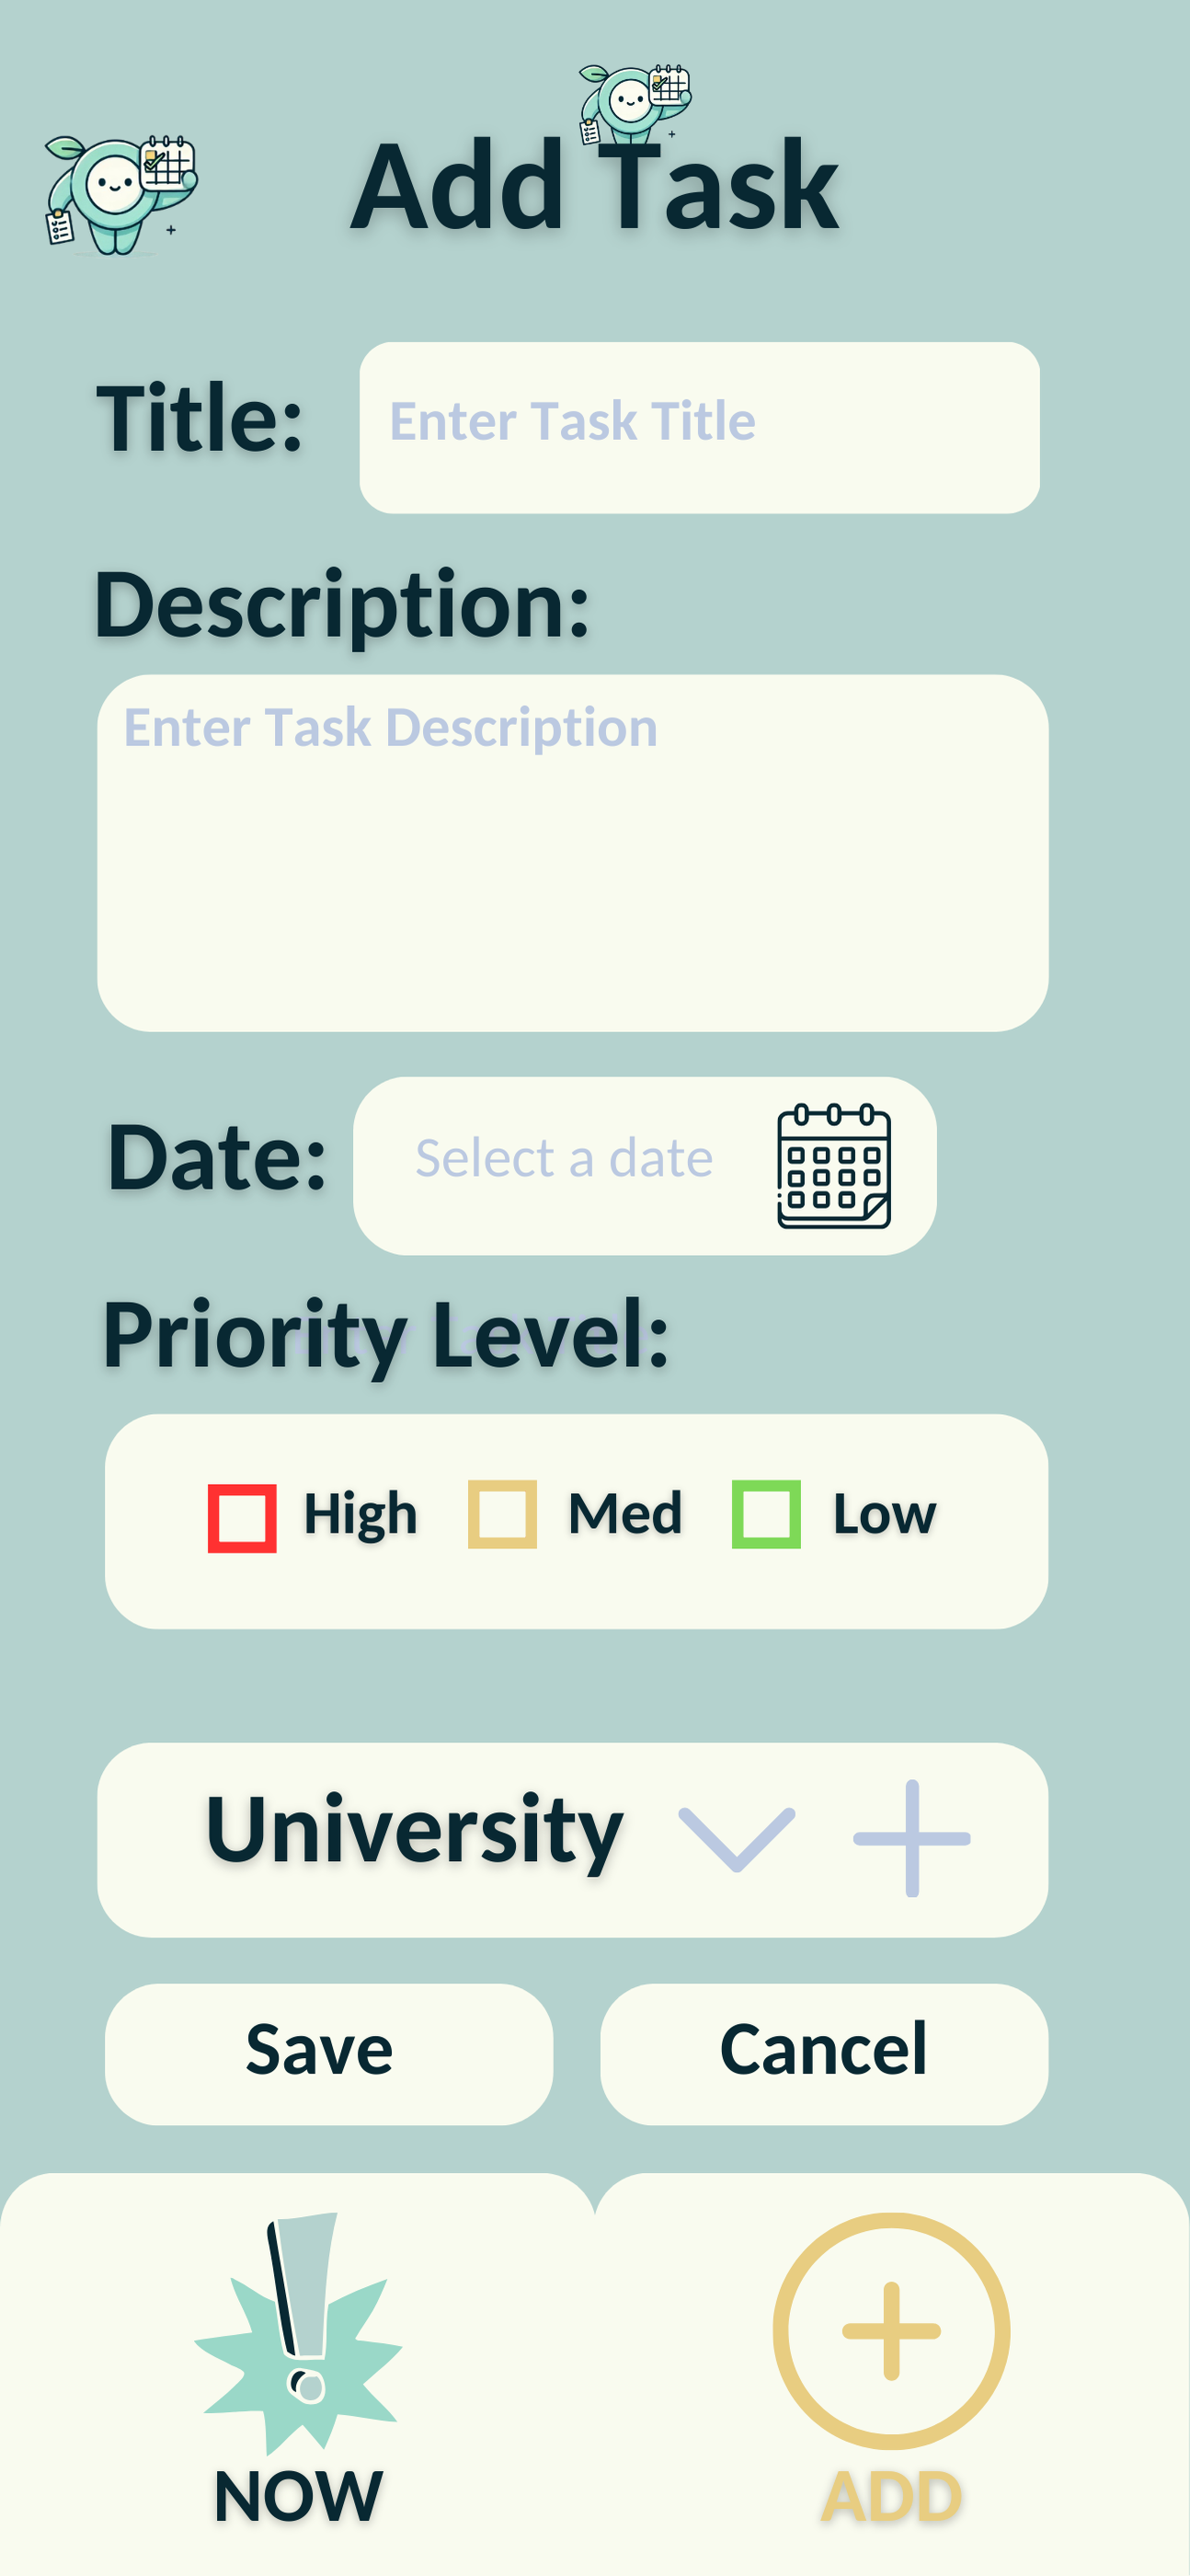 Add Task
Title:
Enter Task Title
Description:
Enter Task Description
Date:
Select a date
Priority Level:
High
Med
Low
University
Save
Cancel
NOW
ADD